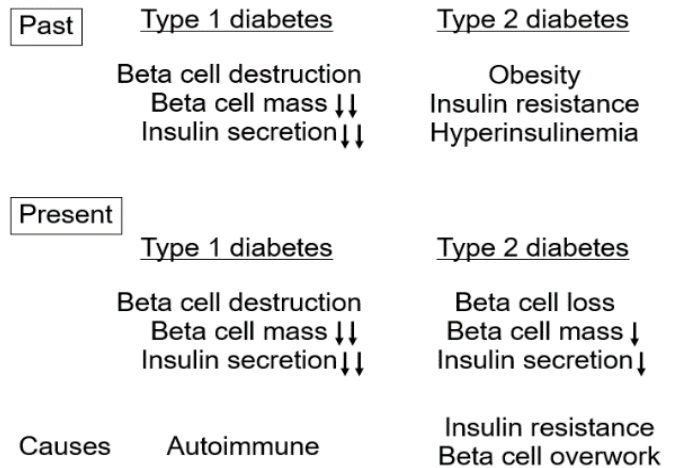 Past Type 1 diabetes Type 2 diabetes
Beta cell destruction Obesity
Beta cell mass ↓↓ Insulin resistance
Insulin secretion↓↓ Hyperinsulinemia
Present
Type 1 diabetes Type 2 diabetes
Beta cell destruction Beta cell loss
Beta cell mass ↓↓ Beta cell mass ↓
Insulin secretion↓↓ Insulin secretion↓
Causes Autoimmune Insulin resistance
Beta cell overwork